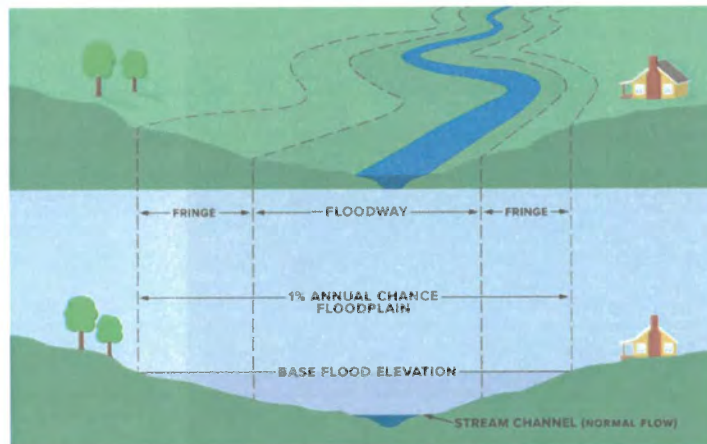 FRINGE
FLOODWAY
FRINGE
1% ANNUAL CHANCE
FLOODPLAIN
BASE FLOOD ELEVATION
STREAM CHANNEL (NORMAL FLOW)